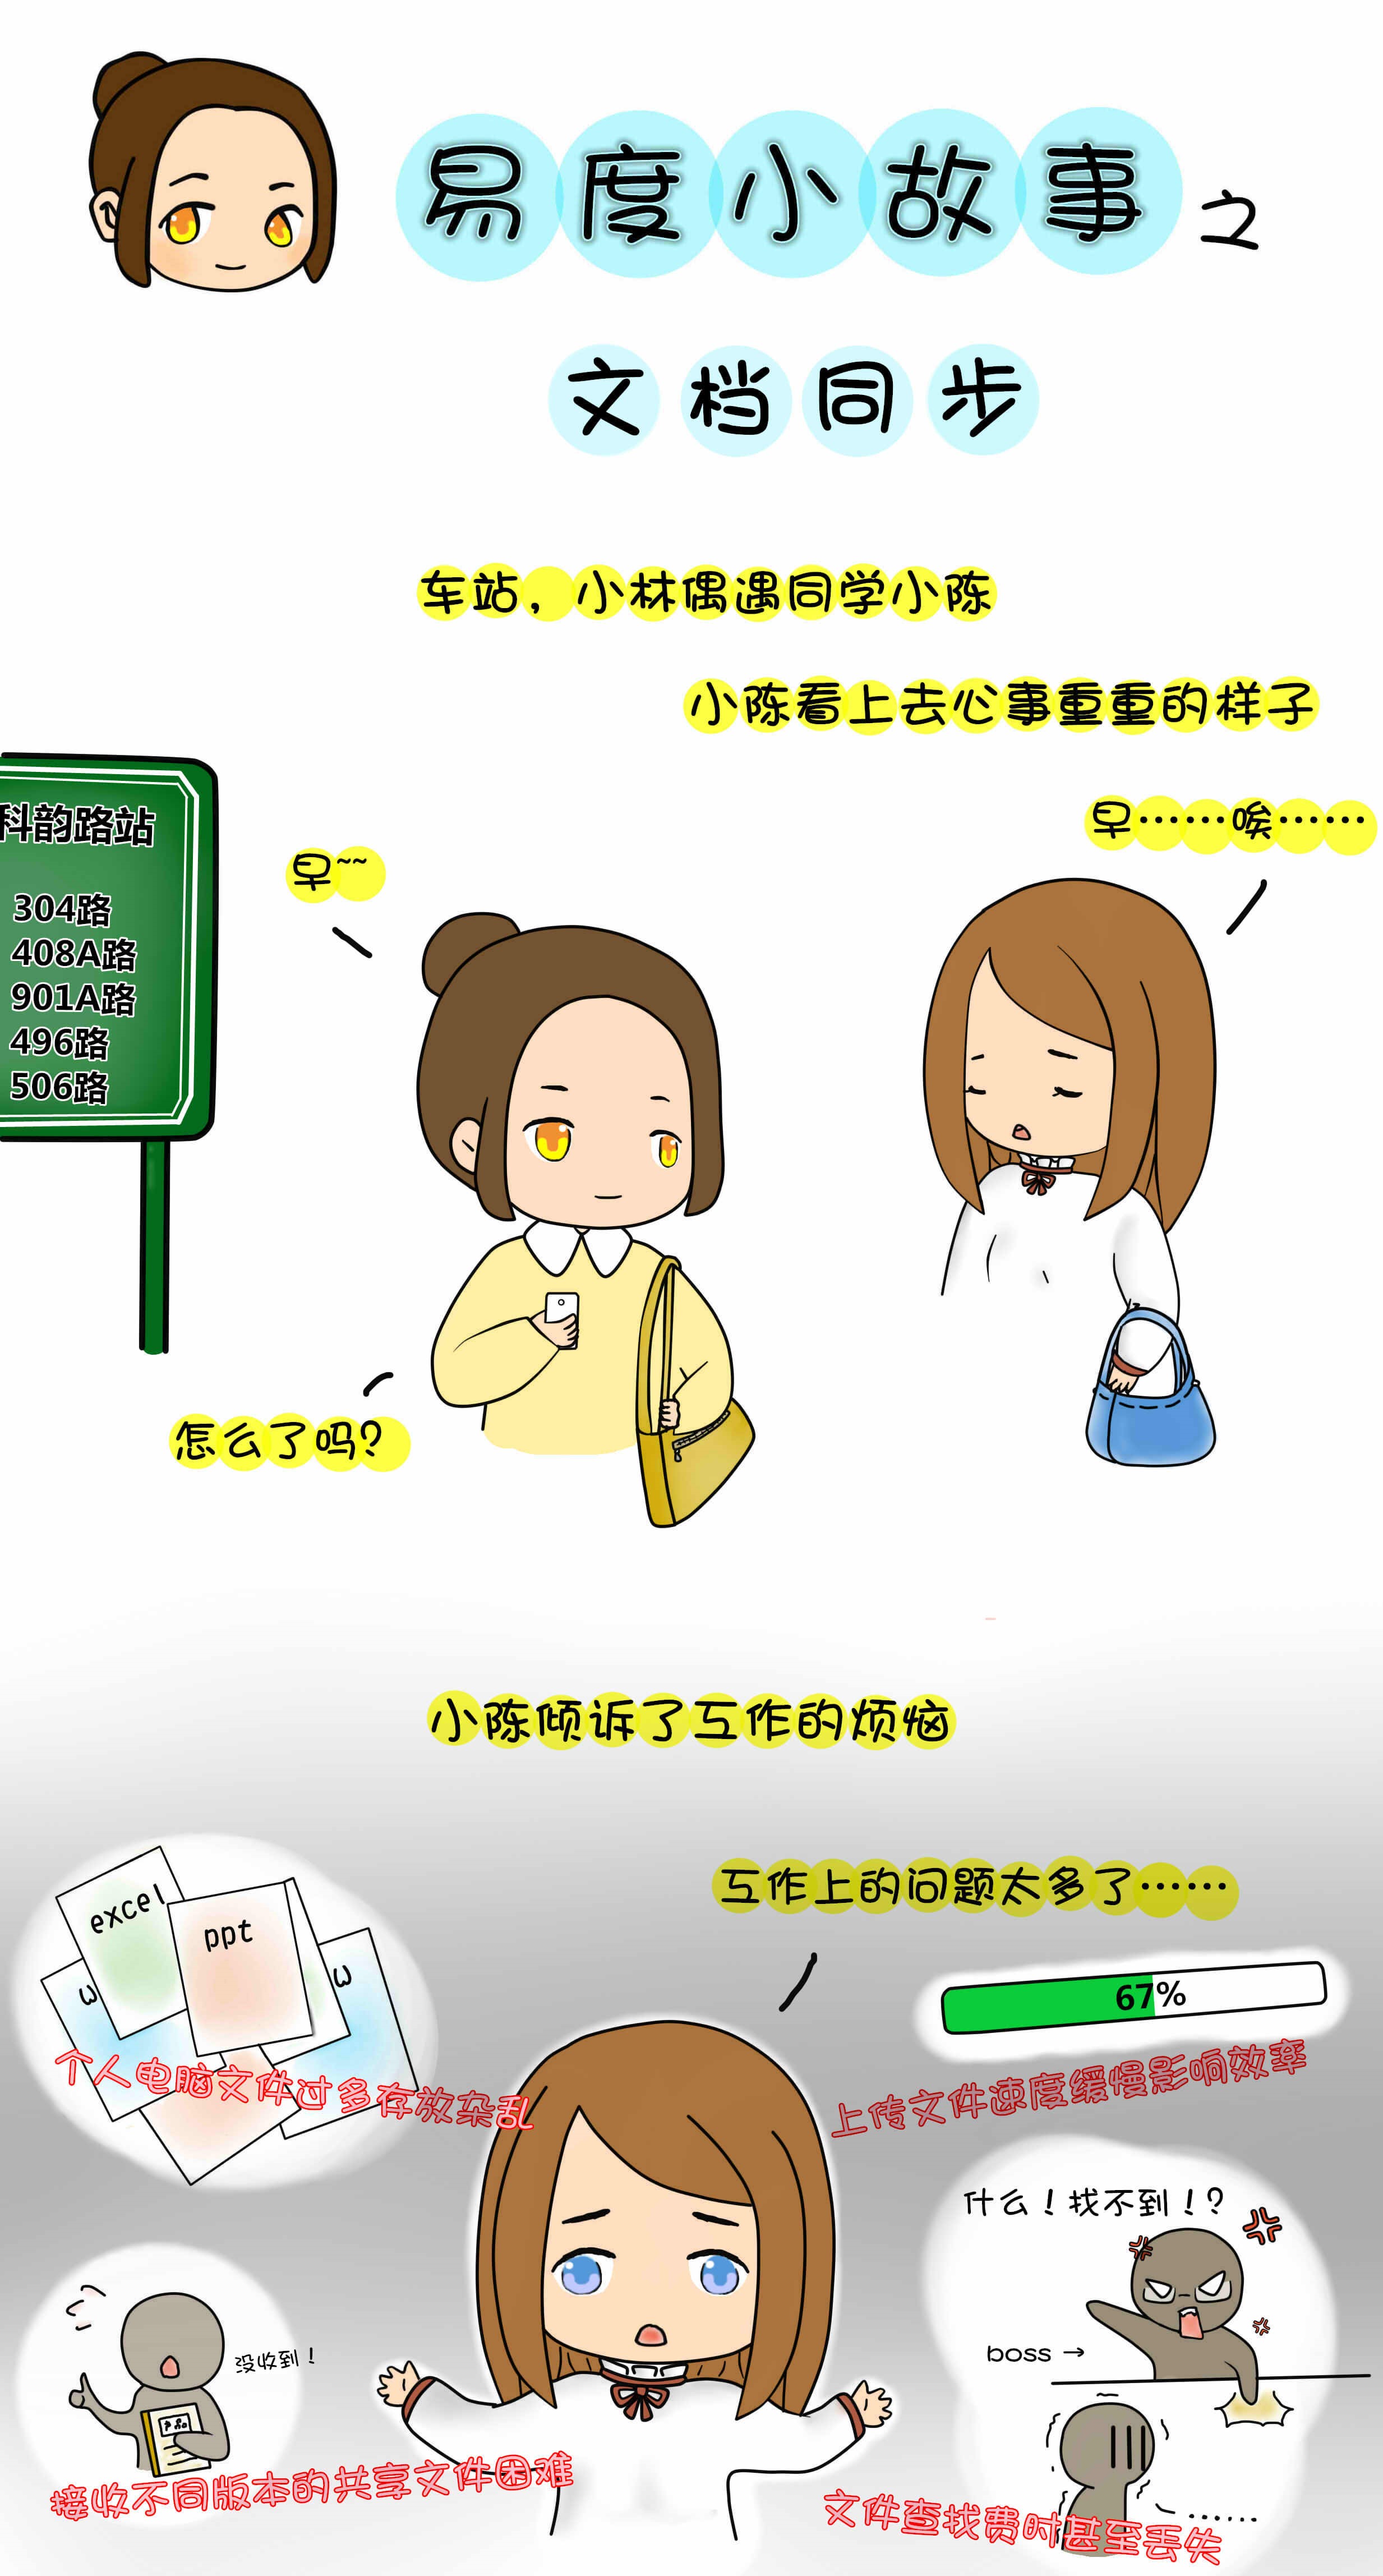 易度小故事之
文档同步
车站，小林偶遇同学小陈
小陈看上去心事重重的样子
科韵路站
304路
408A路
901A路
496路
506路
早~~
早……唉……
怎么了吗？
小陈倾诉了工作的烦恼
工作上的问题太多了……
excel
ppt
W
W
个人电脑文件过多存放杂乱
67%
上传文件速度缓慢影响效率
什么！找不到！？
boss →
没收到！
接收不同版本的共享文件困难
……
文件查找费时甚至丢失